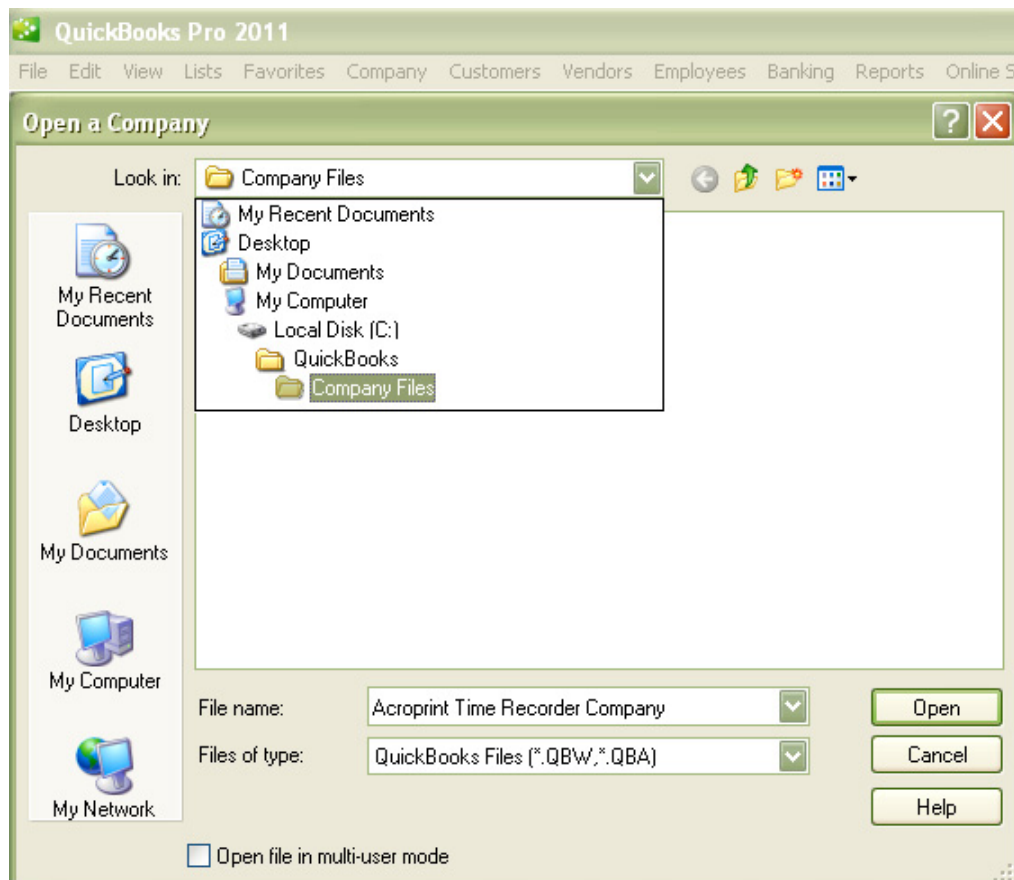 QuickBooks Pro 2011
File Edit View Lists Favorites Company Customers Vendors Employees Banking Reports Online S
Open a Company
Look in: Company Files
My Recent Documents
Desktop
My Documents
My Computer
Local Disk (C:)
QuickBooks
Company Files
My Recent
Documents
Desktop
My Documents
My Computer
My Network
File name: Acroprint Time Recorder Company Open
Files of type: QuickBooks Files (*.QBW,*.QBA) Cancel
Help
Open file in multi-user mode